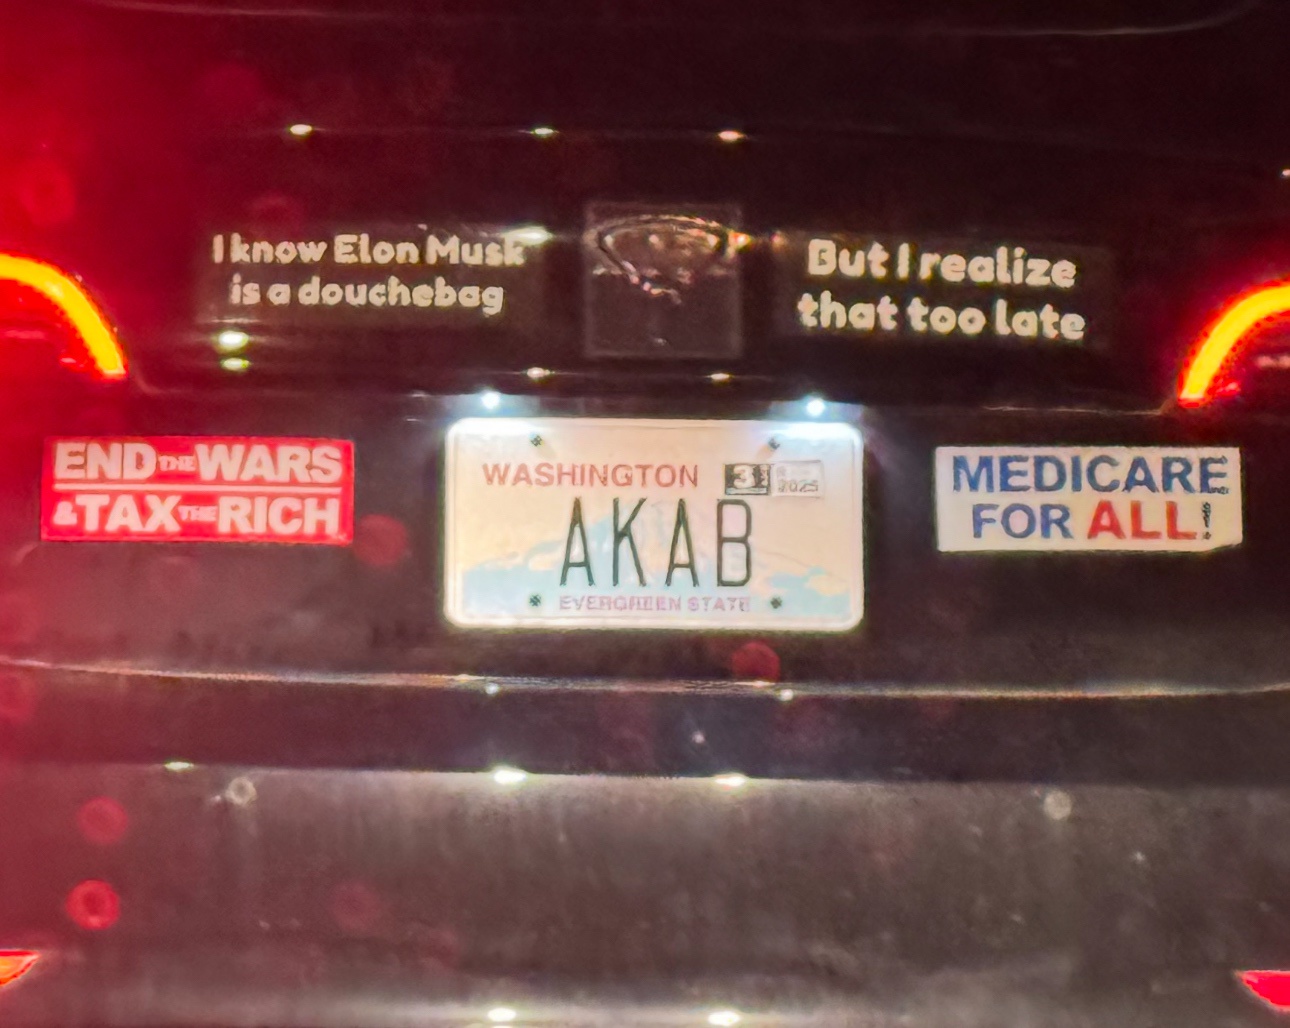 I know Elon Musk
is a douchebag
But I realize
that too late
END THE WARS
& TAX THE RICH
WASHINGTON
3
2025
AKAB
EVERGREEN STATE
MEDICARE
FOR ALL!